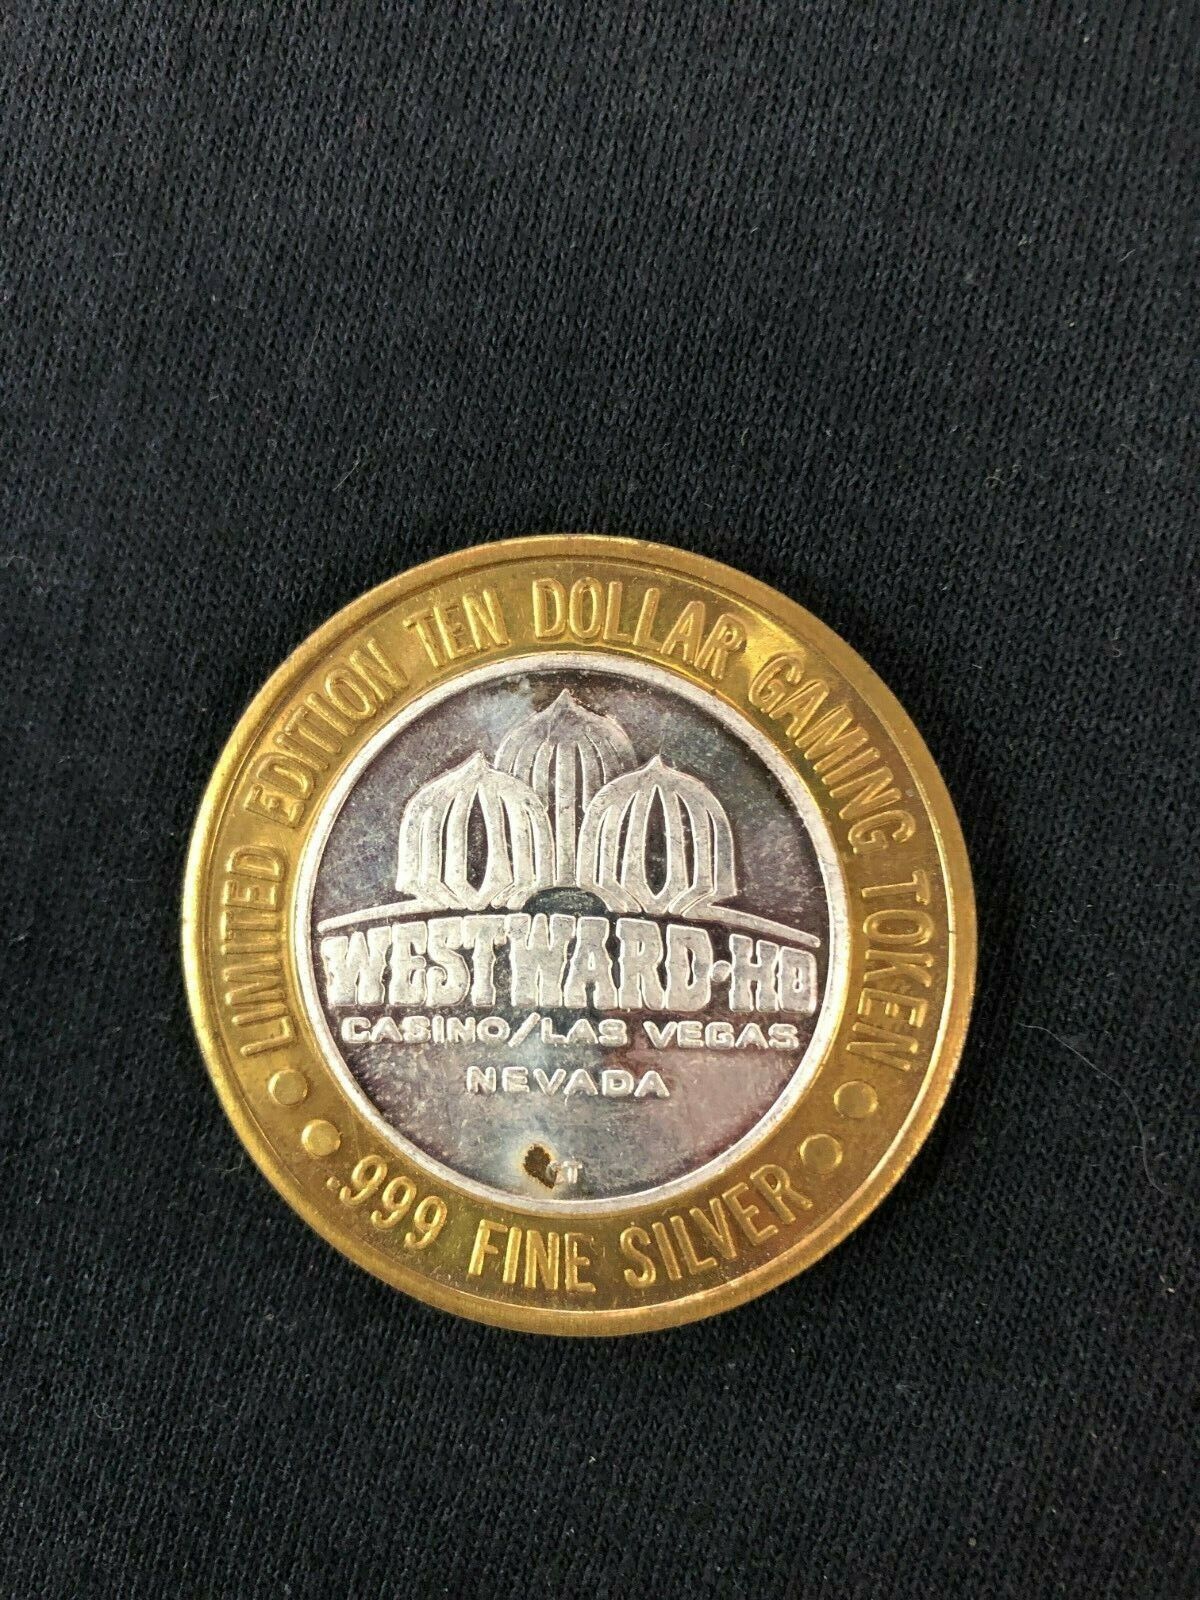 • LIMITED EDITION TEN DOLLAR GAMING TOKEN •
WESTWARD·HO
CASINO/LAS VEGAS
NEVADA
• .999 FINE SILVER •